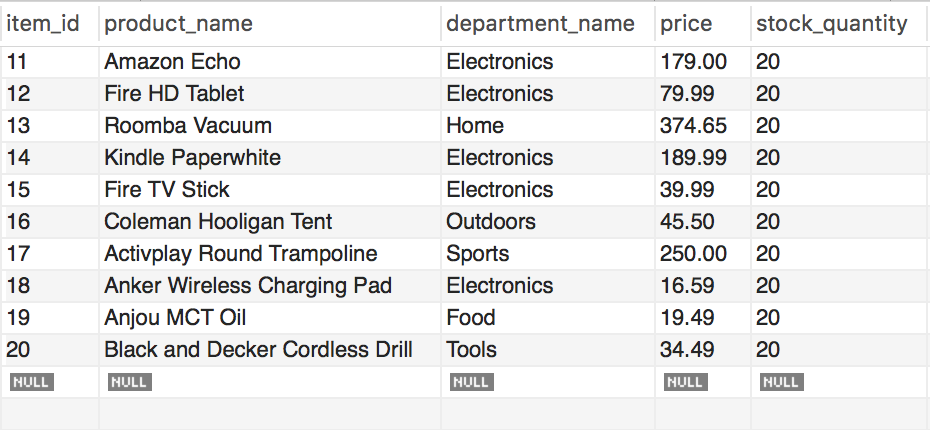 item_id product_name department_name price stock_quantity
11 Amazon Echo Electronics 179.00 20
12 Fire HD Tablet Electronics 79.99 20
13 Roomba Vacuum Home 374.65 20
14 Kindle Paperwhite Electronics 189.99 20
15 Fire TV Stick Electronics 39.99 20
16 Coleman Hooligan Tent Outdoors 45.50 20
17 Activplay Round Trampoline Sports 250.00 20
18 Anker Wireless Charging Pad Electronics 16.59 20
19 Anjou MCT Oil Food 19.49 20
20 Black and Decker Cordless Drill Tools 34.49 20
NULL NULL NULL NULL NULL